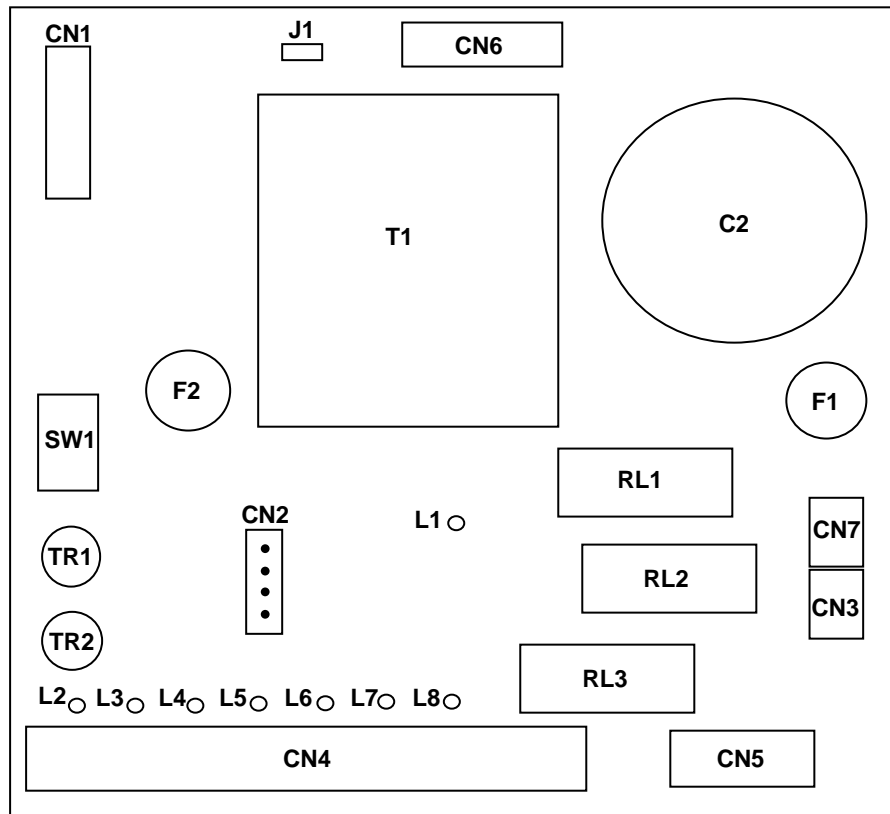 CN1
J1
CN6
T1
C2
F2
F1
SW1
RL1
CN2
L1
CN7
TR1
RL2
CN3
TR2
RL3
L2 L3 L4 L5 L6 L7 L8
CN4
CN5